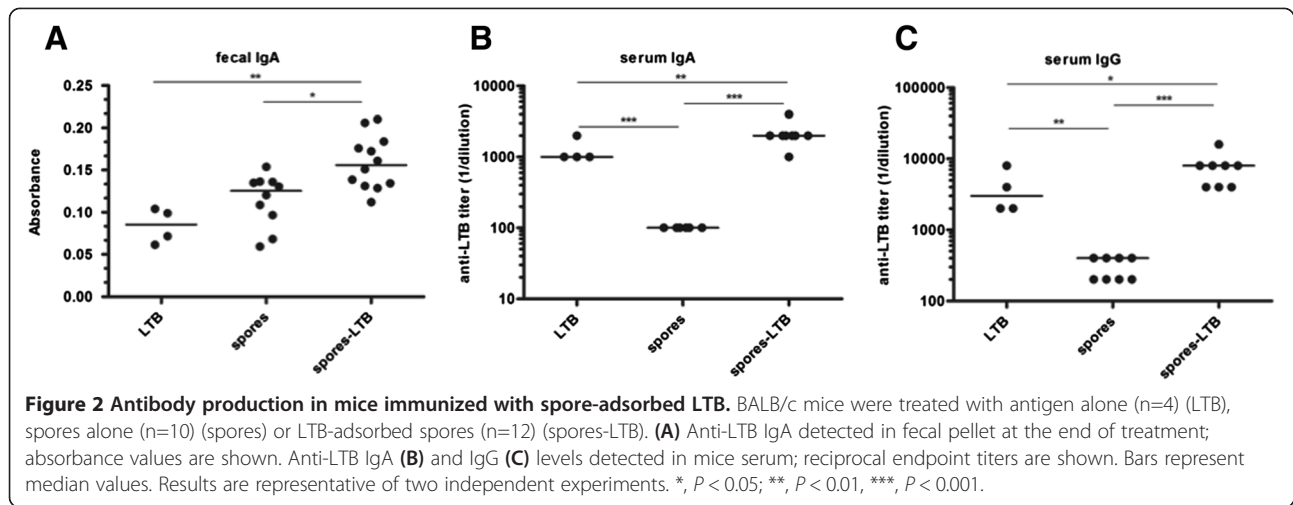 A
fecal IgA
**
*
0.25
0.20
0.15
0.10
0.05
0.00
Absorbance
LTB
spores
spores-LTB
B
serum IgA
**
***
***
10000
1000
100
10
anti-LTB titer (1/dilution)
LTB
spores
spores-LTB
C
serum IgG
*
***
**
100000
10000
1000
100
anti-LTB titer (1/dilution)
LTB
spores
spores-LTB
Figure 2 Antibody production in mice immunized with spore-adsorbed LTB. BALB/c mice were treated with antigen alone (n=4) (LTB),
spores alone (n=10) (spores) or LTB-adsorbed spores (n=12) (spores-LTB). (A) Anti-LTB IgA detected in fecal pellet at the end of treatment;
absorbance values are shown. Anti-LTB IgA (B) and IgG (C) levels detected in mice serum; reciprocal endpoint titers are shown. Bars represent
median values. Results are representative of two independent experiments. *, P < 0.05; **, P < 0.01, ***, P < 0.001.